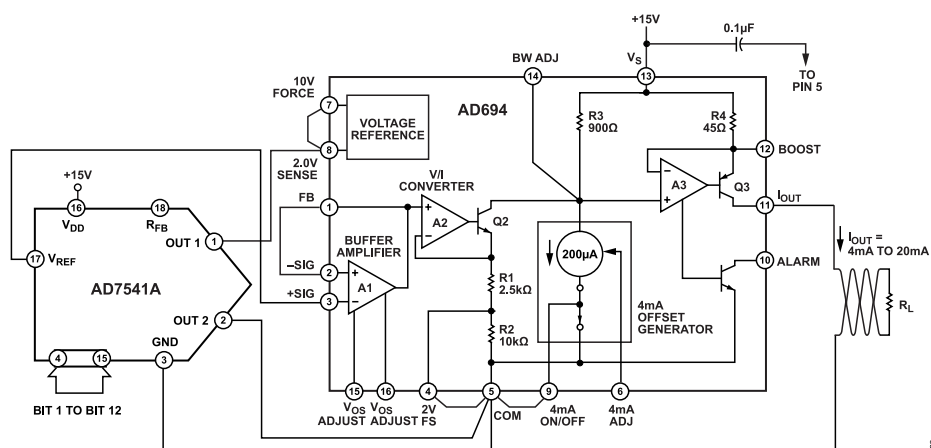 +15V
0.1µF
TO
PIN 5
BW ADJ
V_S
14
13
10V
FORCE
7
VOLTAGE
REFERENCE
8
2.0V
SENSE
AD694
R3
900Ω
R4
45Ω
12
BOOST
A3
Q3
I_OUT
11
I_OUT =
4mA TO 20mA
10
ALARM
R_L
+15V
16
V_DD
18
R_FB
OUT 1
1
17
V_REF
AD7541A
OUT 2
2
GND
3
4
15
BIT 1 TO BIT 12
FB
1
V/I
CONVERTER
A2
Q2
BUFFER
AMPLIFIER
–SIG
2
A1
+SIG
3
R1
2.5kΩ
R2
10kΩ
200µA
4mA
OFFSET
GENERATOR
15
16
4
5
9
6
V_OS
ADJUST
V_OS
ADJUST
2V
FS
COM
4mA
ON/OFF
4mA
ADJ
+
–
+
–
–
+